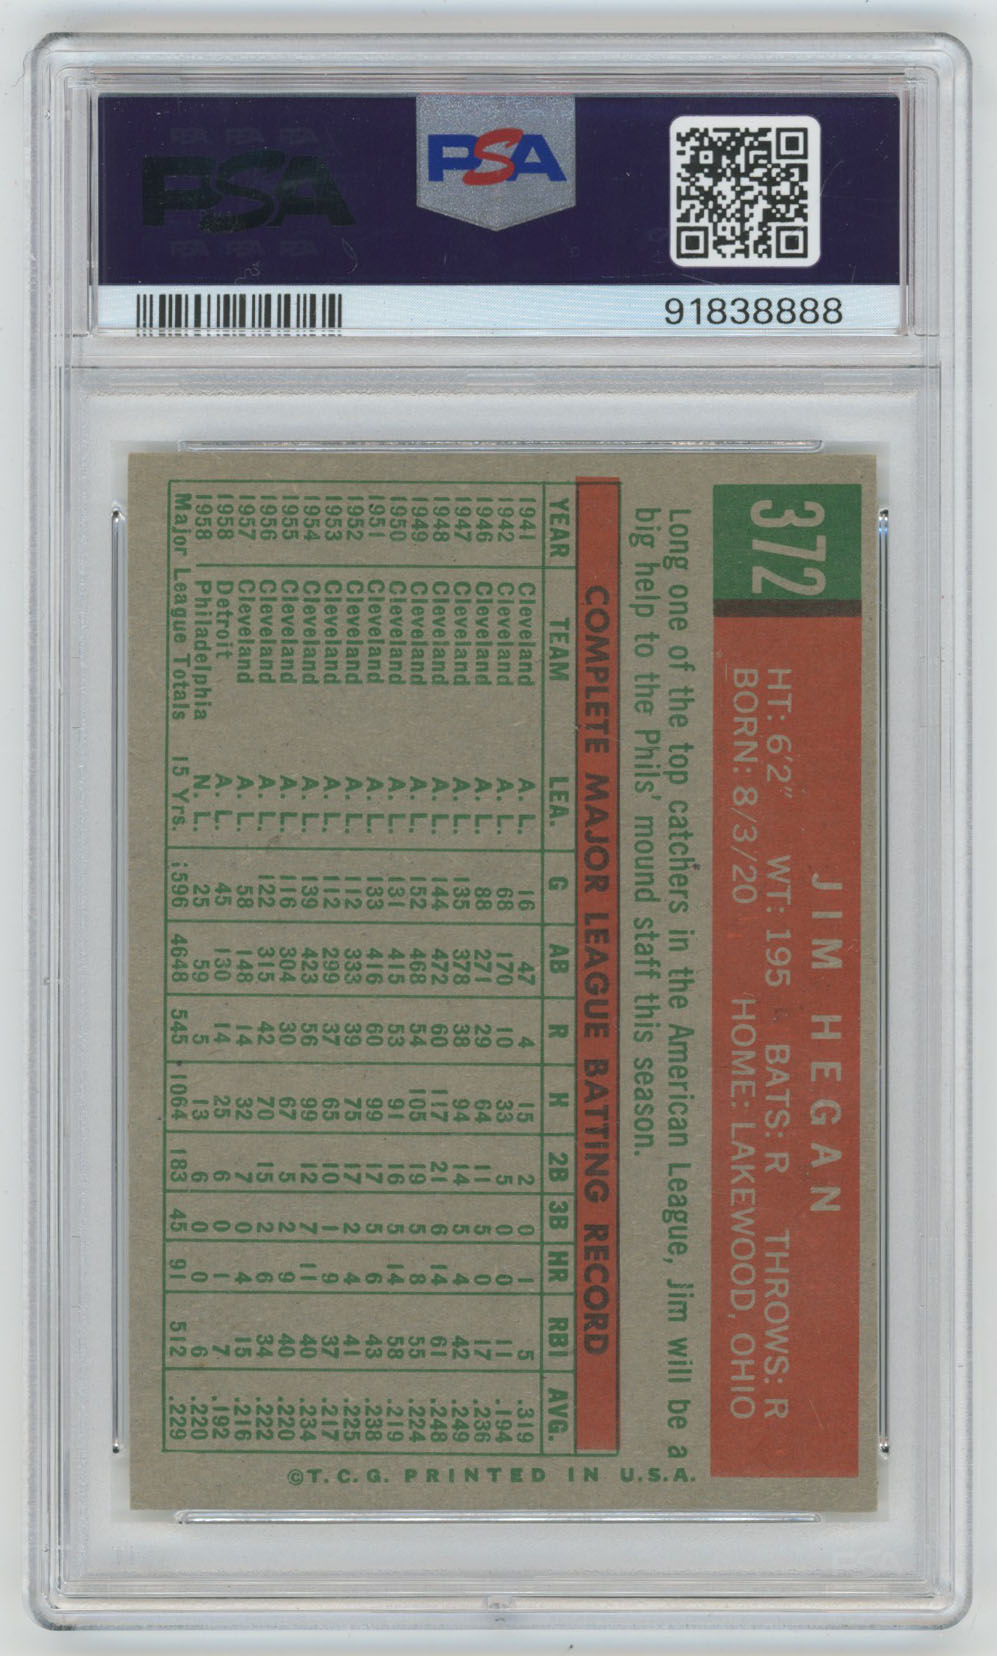 PSA PSA PSA
PSA
PSA PSA PSA
PSA
91838888
372
JIM HEGAN
HT: 6'2" WT: 195 BATS: R THROWS: R
BORN: 8/3/20 HOME: LAKEWOOD, OHIO
Long one of the top catchers in the American League, Jim will be a
big help to the Phils' mound staff this season.
COMPLETE MAJOR LEAGUE BATTING RECORD
YEAR TEAM LEA. G AB R H 2B 3B HR RBI AVG.
1941 Cleveland A. L. 16 47 4 15 2 0 1 5 .319
1942 Cleveland A. L. 68 170 10 33 5 0 0 11 .194
1946 Cleveland A. L. 88 271 29 64 11 5 0 17 .236
1947 Cleveland A. L. 135 378 38 94 14 5 4 42 .249
1948 Cleveland A. L. 144 472 60 117 21 6 14 61 .248
1949 Cleveland A. L. 152 468 54 105 19 5 8 55 .224
1950 Cleveland A. L. 131 415 53 91 16 5 14 58 .219
1951 Cleveland A. L. 133 416 60 99 17 5 6 43 .238
1952 Cleveland A. L. 112 333 39 75 17 2 4 41 .225
1953 Cleveland A. L. 112 299 37 65 10 1 9 37 .217
1954 Cleveland A. L. 139 423 56 99 12 7 11 40 .234
1955 Cleveland A. L. 116 304 30 67 5 2 9 40 .220
1956 Cleveland A. L. 122 315 42 70 15 2 6 34 .222
1957 Cleveland A. L. 58 148 14 32 7 0 4 15 .216
1958 Detroit A. L. 45 130 14 25 6 0 1 7 .192
1958 Philadelphia N. L. 25 59 5 13 6 0 0 6 .220
Major League Totals 15 Yrs. 1596 4648 545 1064 183 45 91 512 .229
©T.C.G. PRINTED IN U.S.A.
PSA